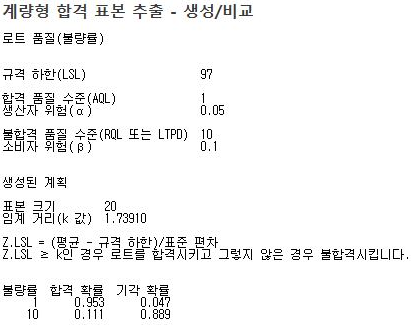 계량형 합격 표본 추출 - 생성/비교
로트 품질(불량률)
규격 하한(LSL) 97
합격 품질 수준(AQL) 1
생산자 위험(α) 0.05
불합격 품질 수준(RQL 또는 LTPD) 10
소비자 위험(β) 0.1
생성된 계획
표본 크기 20
임계 거리(k 값) 1.73910
Z.LSL = (평균 - 규격 하한)/표준 편차
Z.LSL ≥ k인 경우 로트를 합격시키고 그렇지 않은 경우 불합격시킵니다.
불량률 합격 확률 기각 확률
1 0.953 0.047
10 0.111 0.889